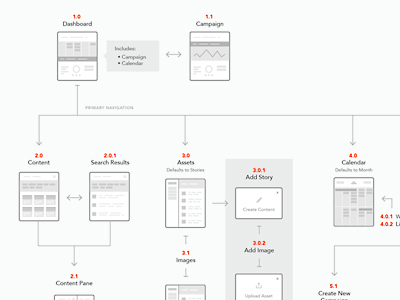 1.0
Dashboard
1.1
Campaign
Includes:
• Campaign
• Calendar
PRIMARY NAVIGATION
2.0
Content
2.0.1
Search Results
3.0
Assets
Defaults to Stories
3.0.1
Add Story
4.0
Calendar
Defaults to Month
Create Content
4.0.1 W
4.0.2
3.0.2
Add Image
3.1
Images
2.1
Content Pane
Upload Asset
5.1
Create New